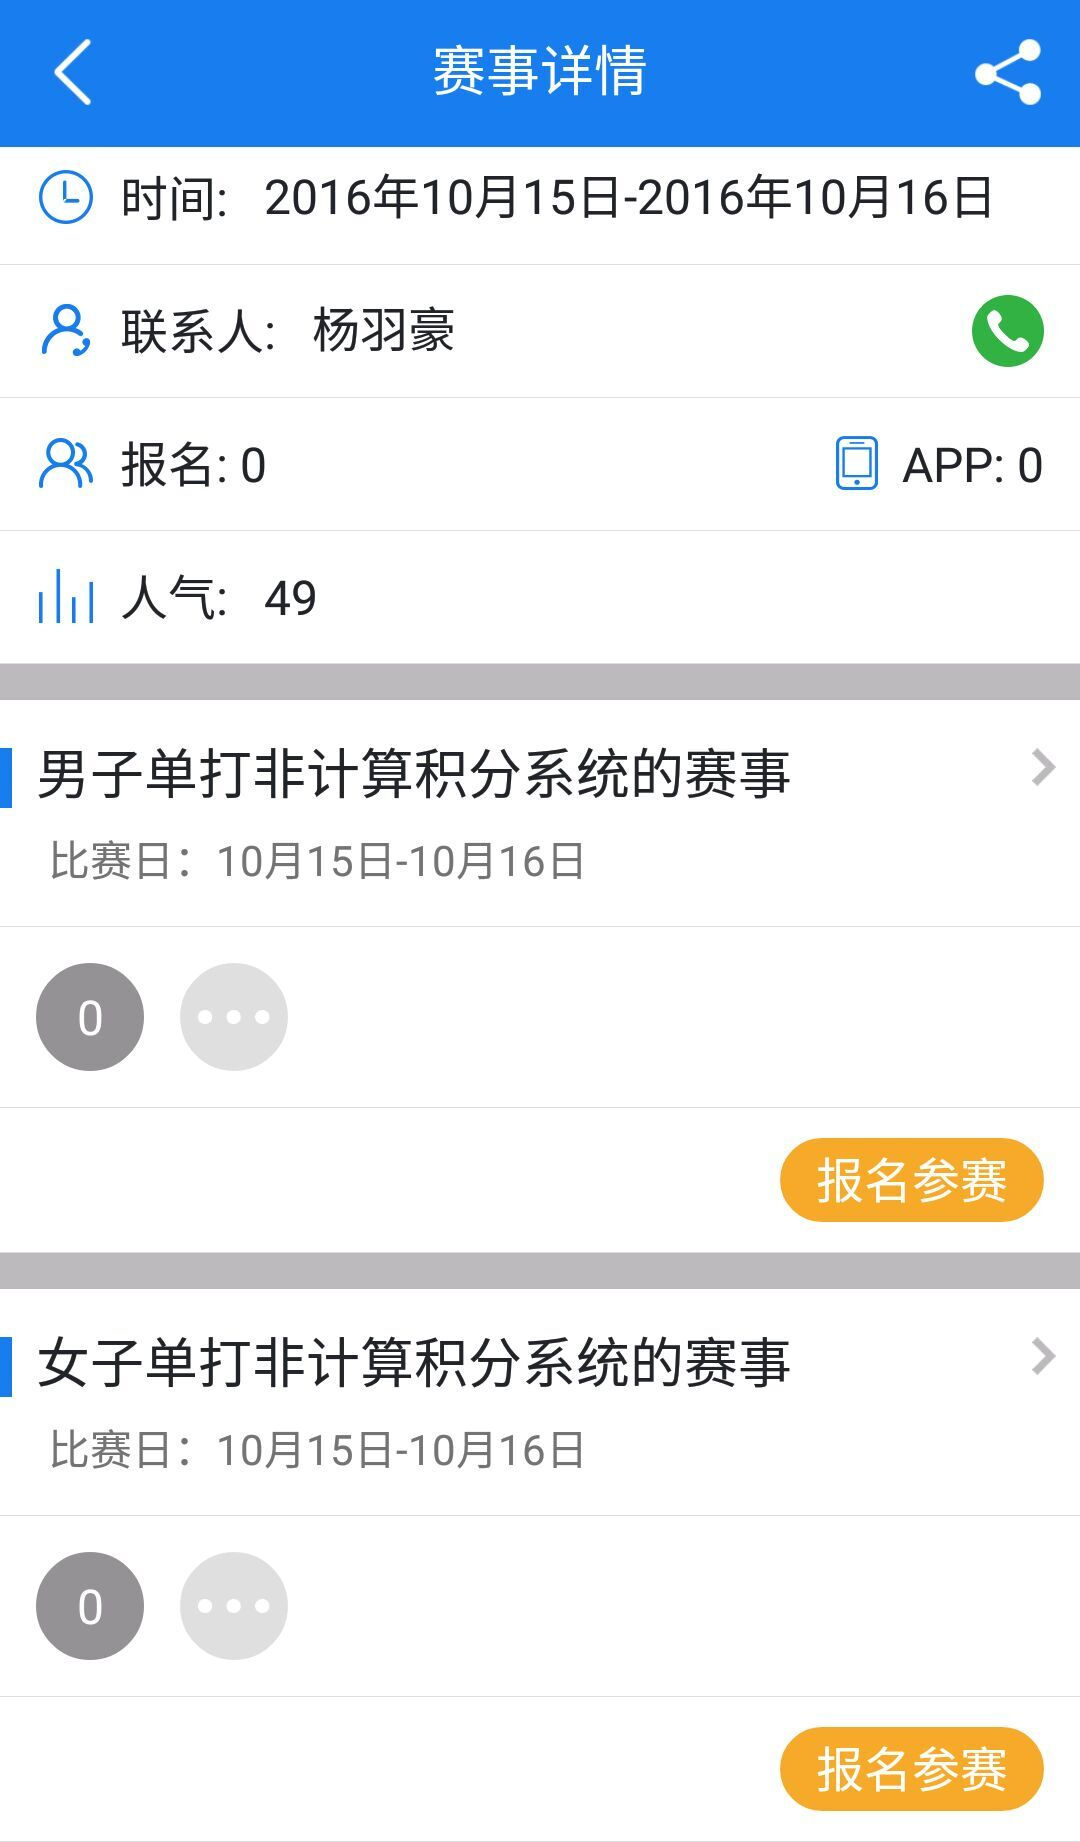 赛事详情
时间: 2016年10月15日-2016年10月16日
联系人: 杨羽豪
报名: 0 APP: 0
人气: 49
男子单打非计算积分系统的赛事
比赛日：10月15日-10月16日
0
报名参赛
女子单打非计算积分系统的赛事
比赛日：10月15日-10月16日
0
报名参赛